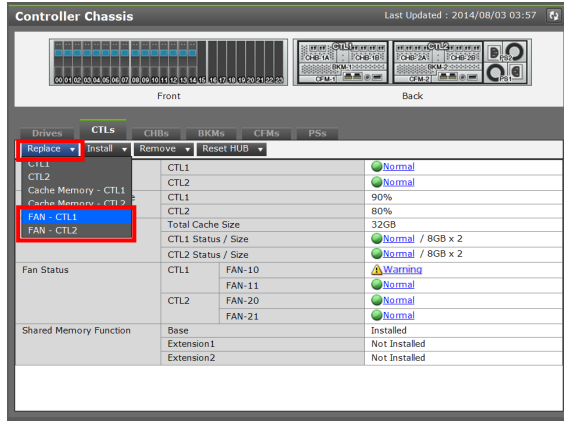 Controller Chassis
Last Updated : 2014/08/03 03:57
CTL1 CTL2
CHB-1A CHB-1B CHB-2A CHB-2B PS2
BKM-1 BKM-2
00 01 02 03 04 05 06 07 08 09 10 11 12 13 14 15 16 17 18 19 20 21 22 23
CFM-1 CFM-2 PS1
Front Back
Drives CTLs CHBs BKMs CFMs PSs
Replace Install Remove Reset HUB
CTL1
CTL2
Cache Memory - CTL1
Cache Memory - CTL2
FAN - CTL1
FAN - CTL2
CTL1 Normal
CTL2 Normal
CTL1 90%
CTL2 80%
Total Cache Size 32GB
CTL1 Status / Size Normal / 8GB x 2
CTL2 Status / Size Normal / 8GB x 2
Fan Status CTL1 FAN-10 Warning
FAN-11 Normal
CTL2 FAN-20 Normal
FAN-21 Normal
Shared Memory Function Base Installed
Extension1 Not Installed
Extension2 Not Installed